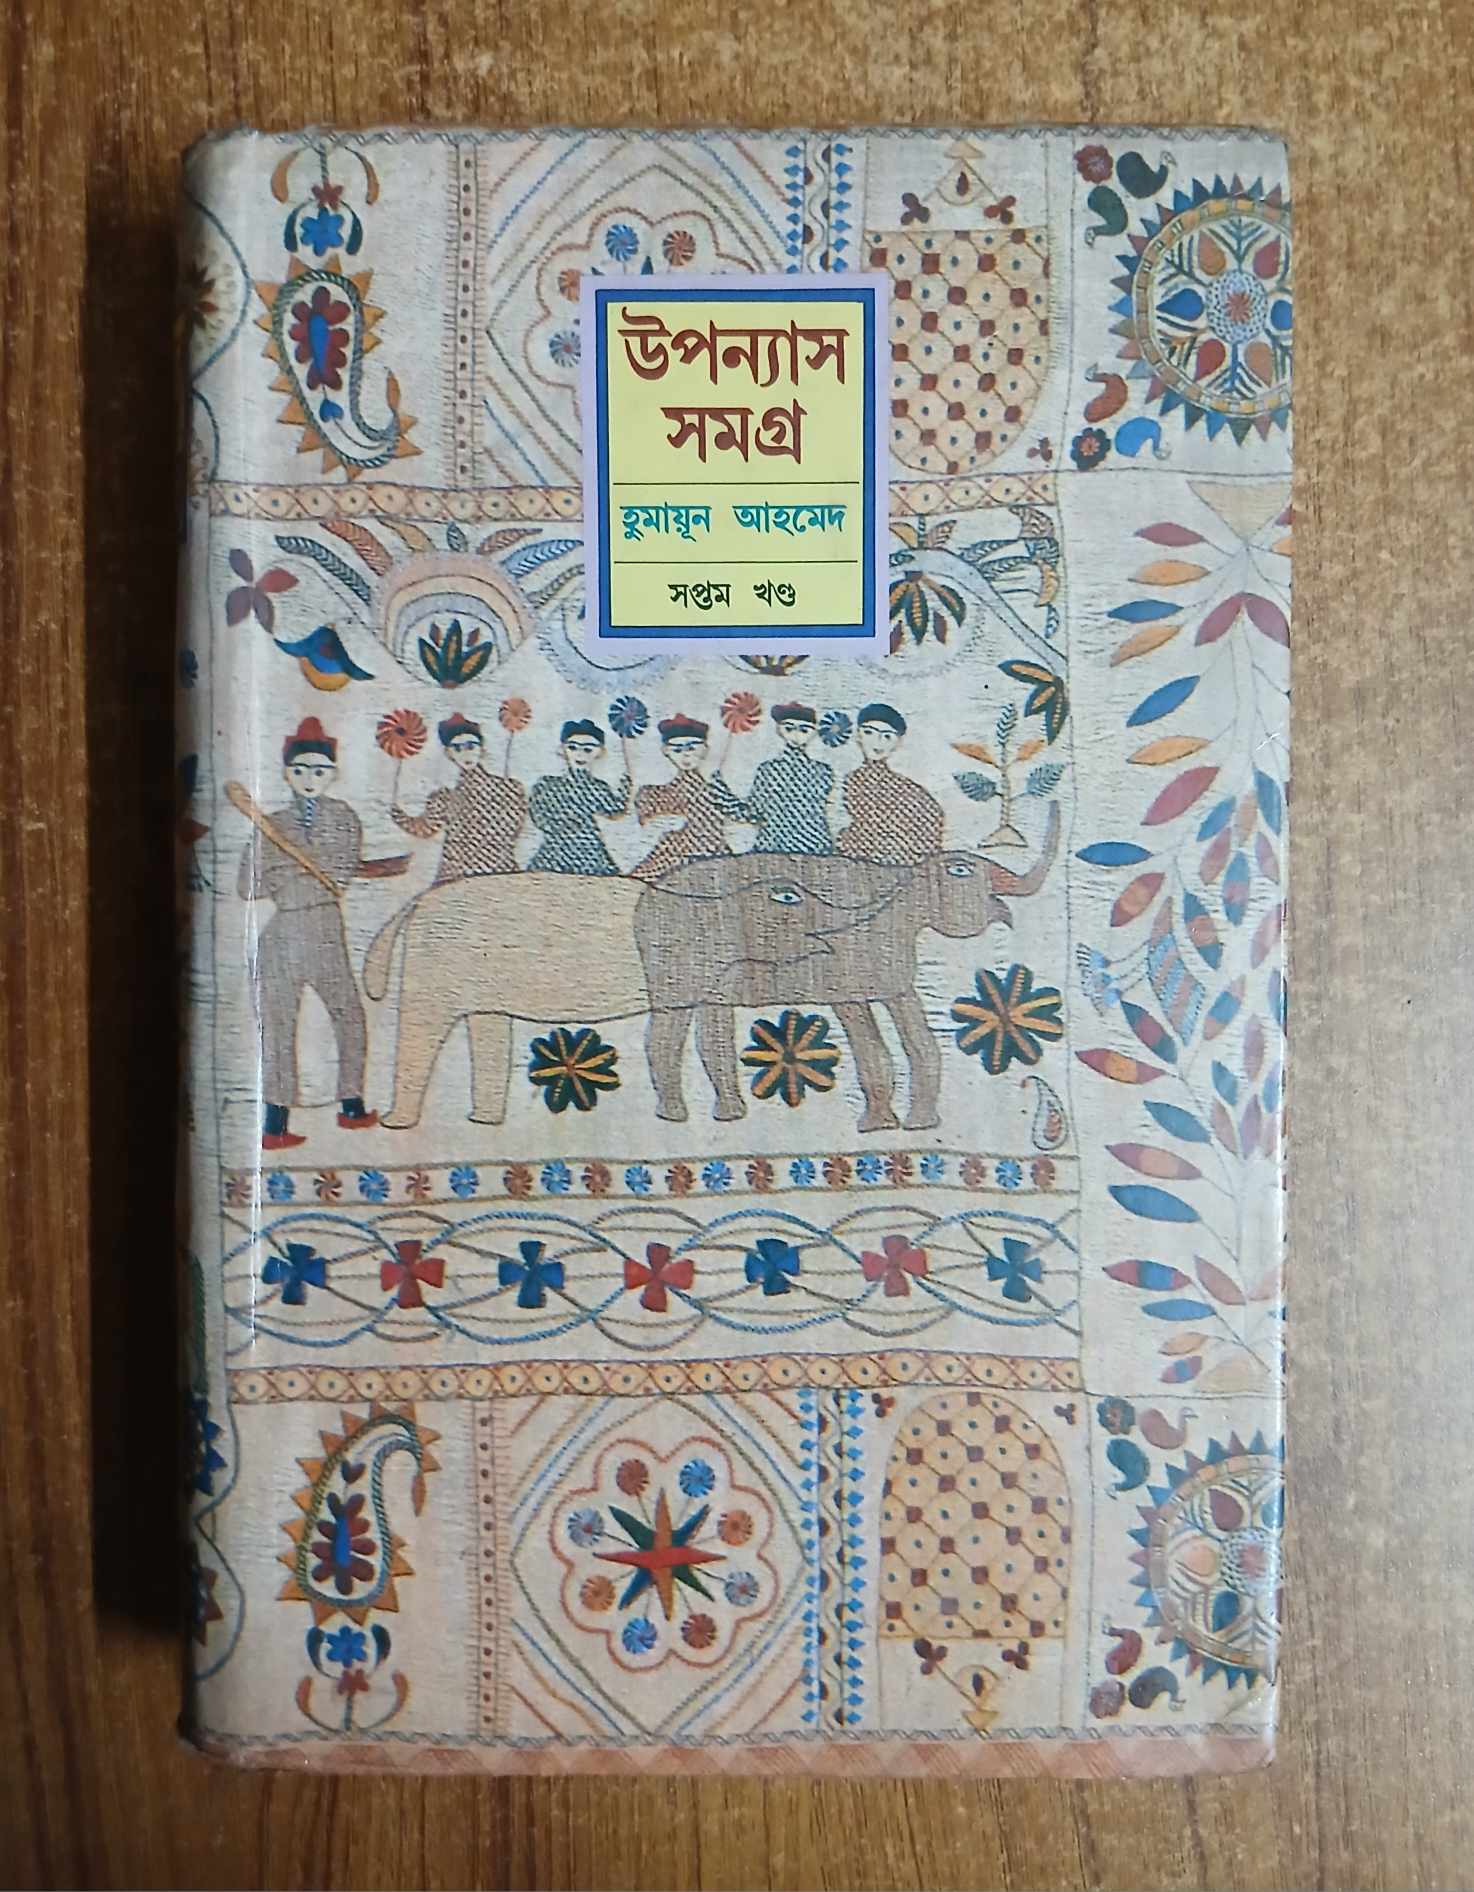 উপন্যাস
সমগ্র
হুমায়ূন আহমেদ
সপ্তম খণ্ড